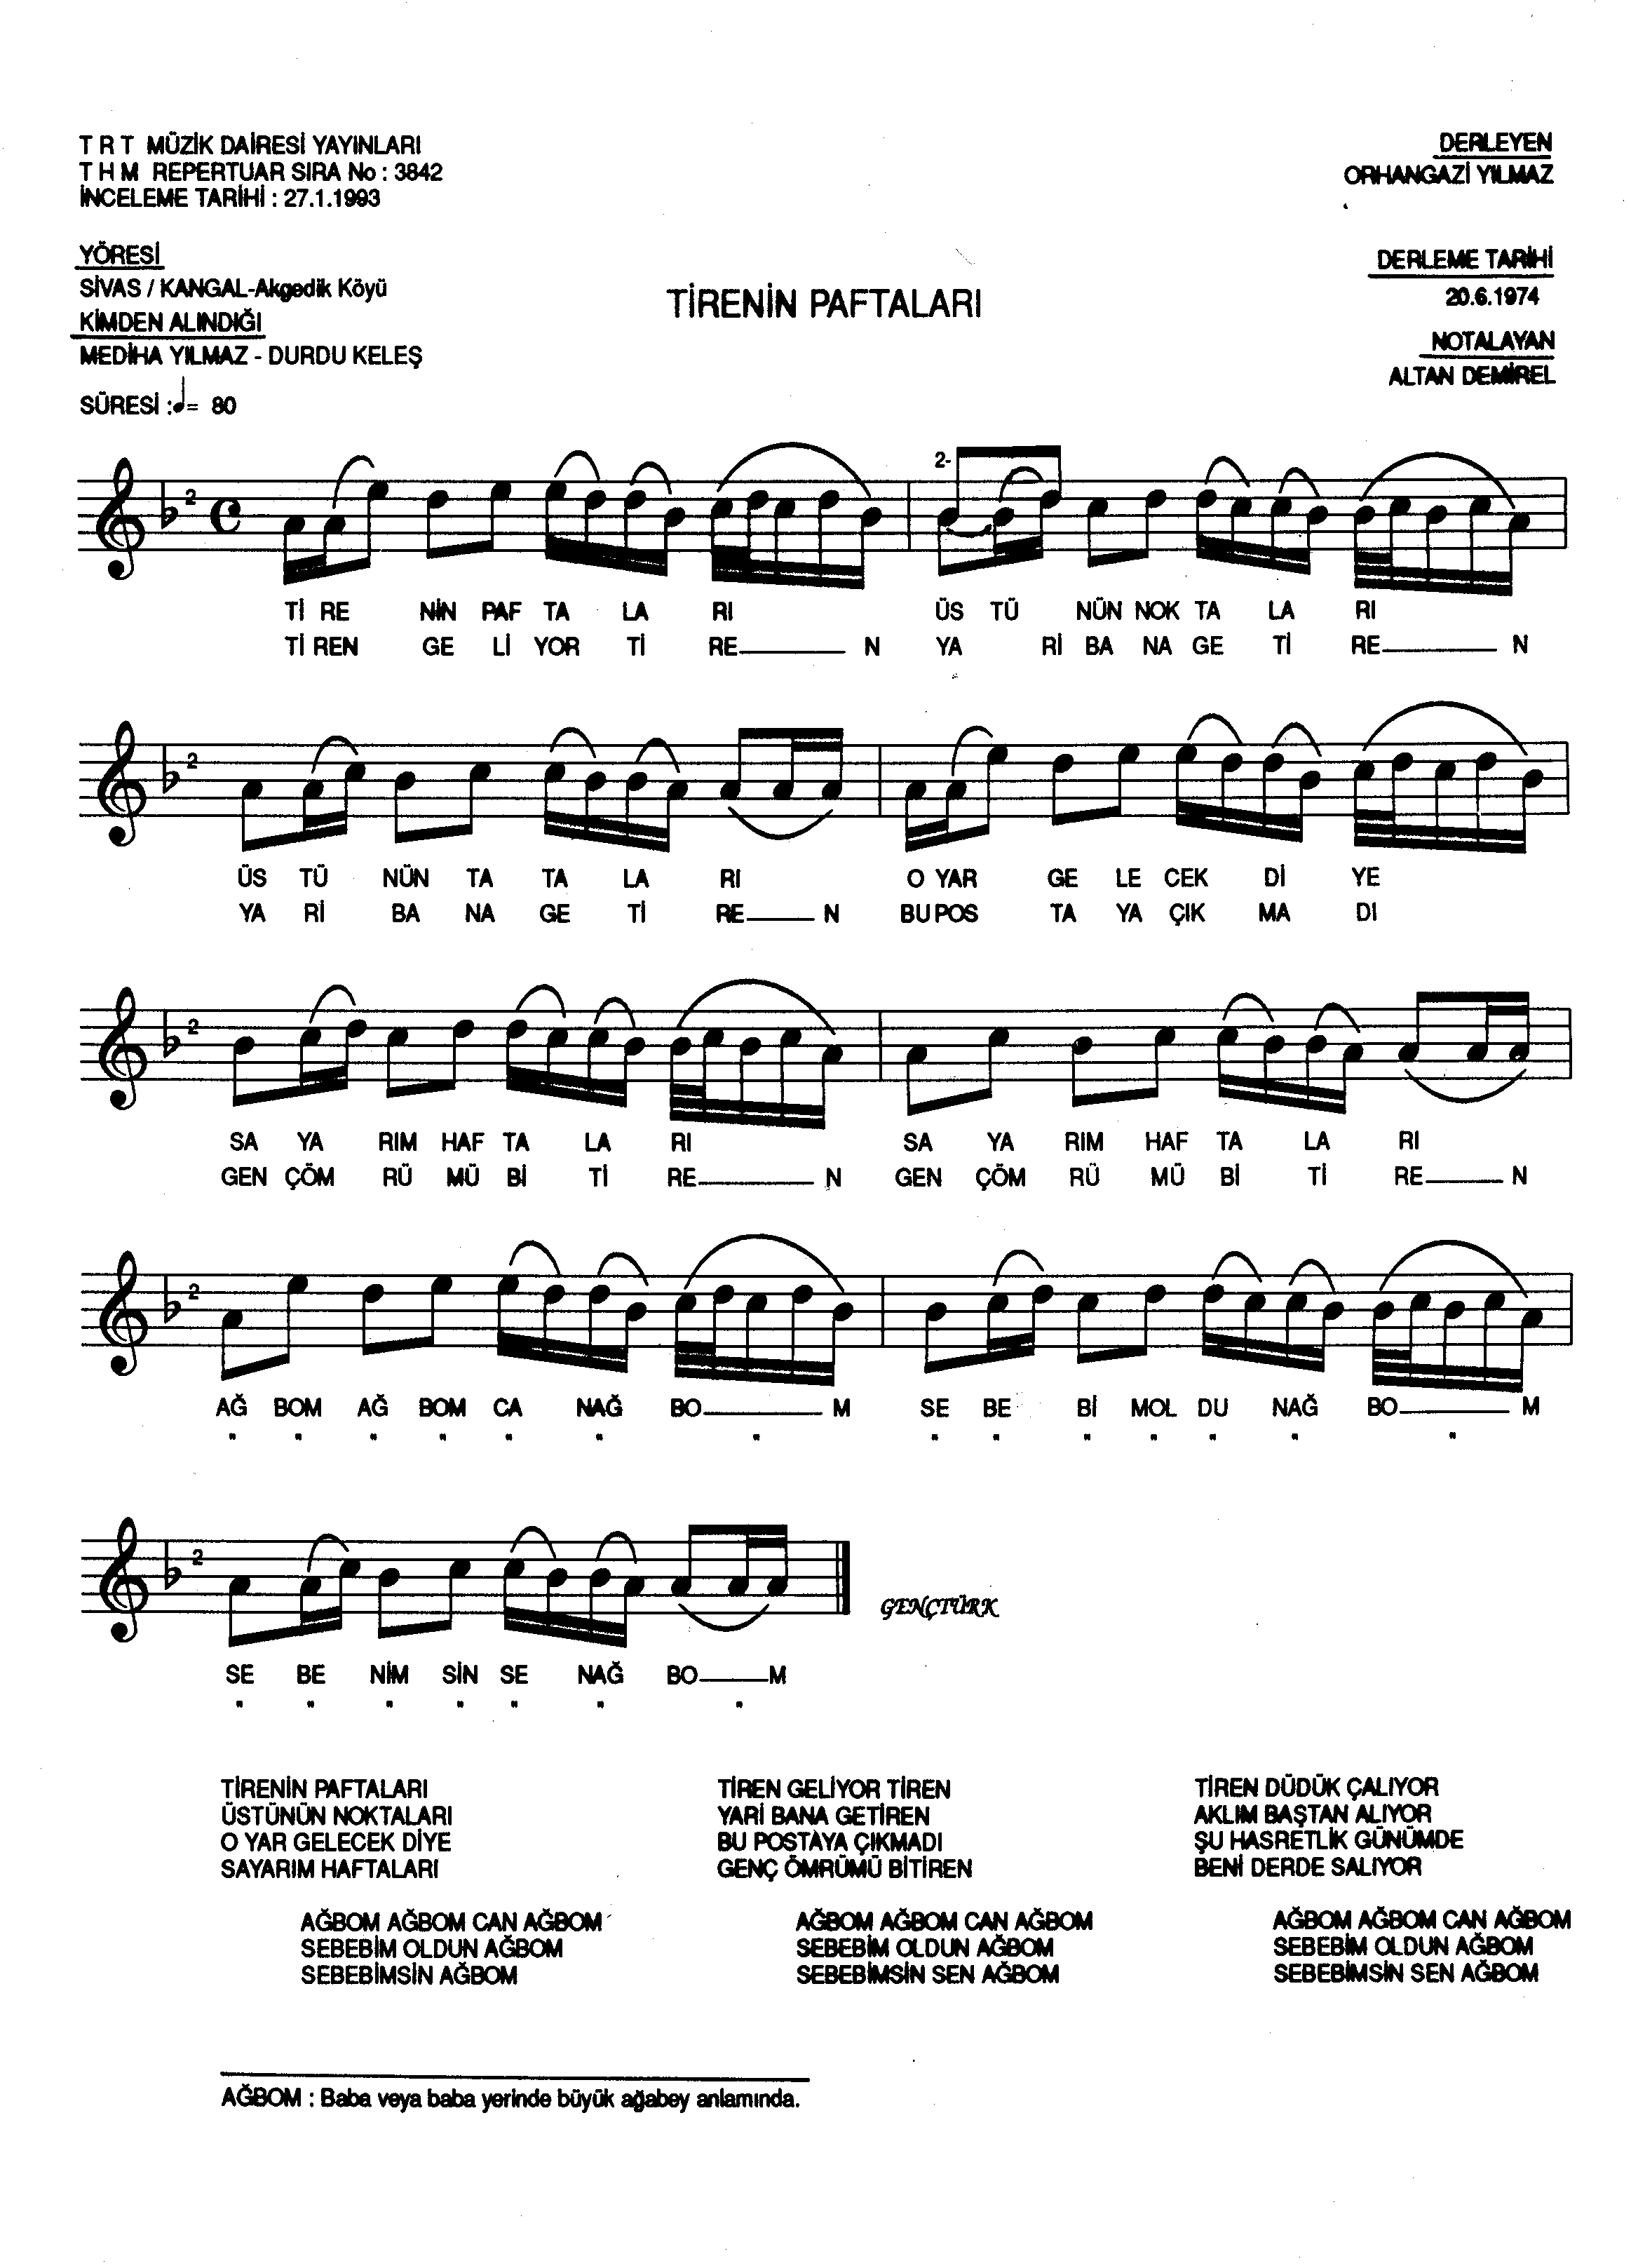 T R T MÜZİK DAİRESİ YAYINLARI
T H M REPERTUAR SIRA No : 3842
İNCELEME TARİHİ : 27.1.1993
DERLEYEN
ORHANGAZİ YILMAZ
YÖRESİ
SİVAS / KANGAL-Akgedik Köyü
KİMDEN ALINDIĞI
MEDİHA YILMAZ - DURDU KELEŞ
SÜRESİ : = 80
TİRENİN PAFTALARI
DERLEME TARİHİ
20.6.1974
NOTALAYAN
ALTAN DEMİREL
2 2-
Tİ RE NİN PAF TA LA RI ÜS TÜ NÜN NOK TA LA RI
Tİ REN GE Lİ YOR Tİ RE N YA Rİ BA NA GE Tİ RE N
2
ÜS TÜ NÜN TA TA LA RI O YAR GE LE CEK Dİ YE
YA Rİ BA NA GE Tİ RE N BU POS TA YA ÇIK MA DI
2
SA YA RIM HAF TA LA RI SA YA RIM HAF TA LA RI
GEN ÇÖM RÜ MÜ Bİ Tİ RE N GEN ÇÖM RÜ MÜ Bİ Tİ RE N
2
AĞ BOM AĞ BOM CA NAĞ BO M SE BE Bİ MOL DU NAĞ BO M
" " " " " " " " " " " " " "
2
GENÇTÜRK
SE BE NİM SİN SE NAĞ BO M
" " " " " " "
TİRENİN PAFTALARI
ÜSTÜNÜN NOKTALARI
O YAR GELECEK DİYE
SAYARIM HAFTALARI
AĞBOM AĞBOM CAN AĞBOM
SEBEBİM OLDUN AĞBOM
SEBEBİMSİN AĞBOM
TİREN GELİYOR TİREN
YARİ BANA GETİREN
BU POSTAYA ÇIKMADI
GENÇ ÖMRÜMÜ BİTİREN
AĞBOM AĞBOM CAN AĞBOM
SEBEBİM OLDUN AĞBOM
SEBEBİMSİN SEN AĞBOM
TİREN DÜDÜK ÇALIYOR
AKLIM BAŞTAN ALIYOR
ŞU HASRETLİK GÜNÜMDE
BENİ DERDE SALIYOR
AĞBOM AĞBOM CAN AĞBOM
SEBEBİM OLDUN AĞBOM
SEBEBİMSİN SEN AĞBOM
AĞBOM : Baba veya baba yerinde büyük ağabey anlamında.